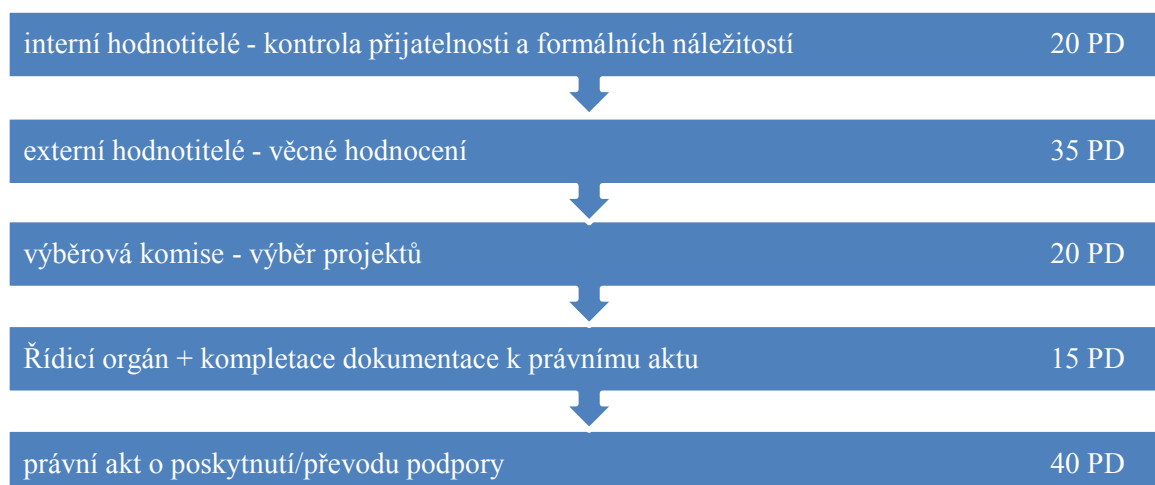 interní hodnotitelé - kontrola přijatelnosti a formálních náležitostí 20 PD
externí hodnotitelé - věcné hodnocení 35 PD
výběrová komise - výběr projektů 20 PD
Řídicí orgán + kompletace dokumentace k právnímu aktu 15 PD
právní akt o poskytnutí/převodu podpory 40 PD